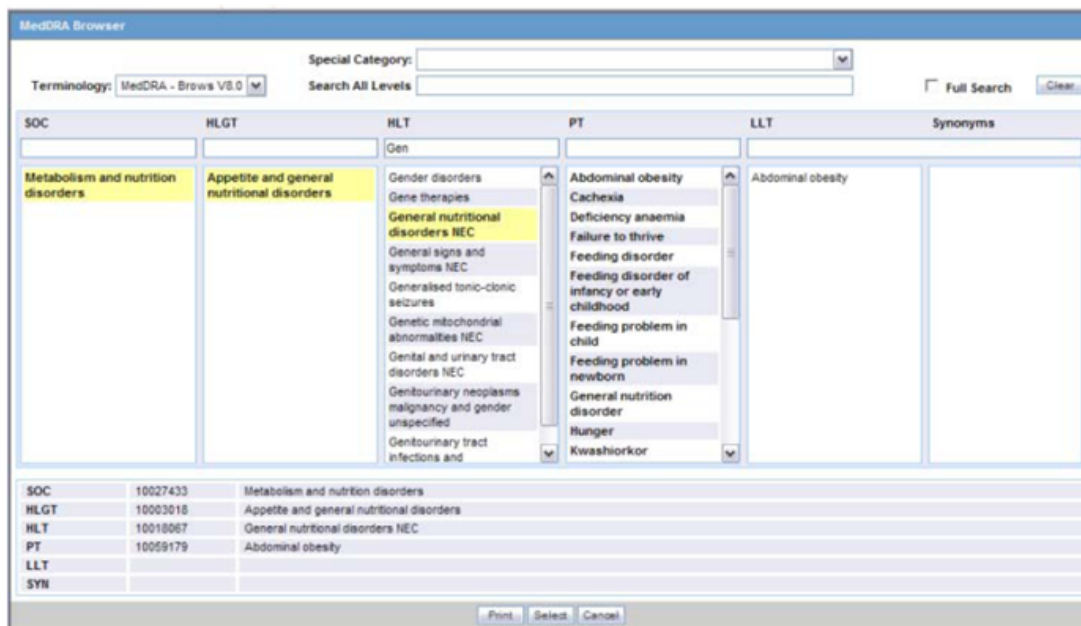 MedDRA Browser
Special Category:
Terminology: MedDRA - Brows V8.0 Search All Levels Full Search Clear
SOC HLGT HLT PT LLT Synonyms
Gen
Metabolism and nutrition
disorders
Appetite and general
nutritional disorders
Gender disorders
Gene therapies
General nutritional
disorders NEC
General signs and
symptoms NEC
Generalised tonic-clonic
seizures
Genetic mitochondrial
abnormalities NEC
Genital and urinary tract
disorders NEC
Genitourinary neoplasms
malignancy and gender
unspecified
Genitourinary tract
infections and
Abdominal obesity
Cachexia
Deficiency anaemia
Failure to thrive
Feeding disorder
Feeding disorder of
infancy or early
childhood
Feeding problem in
child
Feeding problem in
newborn
General nutrition
disorder
Hunger
Kwashiorkor
Abdominal obesity
SOC 10027433 Metabolism and nutrition disorders
HLGT 10003018 Appetite and general nutritional disorders
HLT 10018067 General nutritional disorders NEC
PT 10059179 Abdominal obesity
LLT
SYN
Print Select Cancel